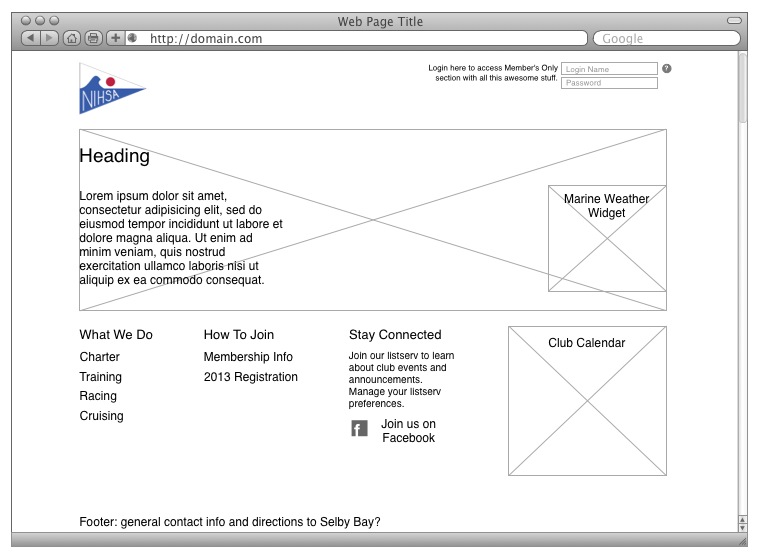 Web Page Title
http://domain.com
Google
Login here to access Member's Only
section with all this awesome stuff.
Login Name
?
Password
NIHSA
Heading
Lorem ipsum dolor sit amet,
consectetur adipisicing elit, sed do
eiusmod tempor incididunt ut labore et
dolore magna aliqua. Ut enim ad
minim veniam, quis nostrud
exercitation ullamco laboris nisi ut
aliquip ex ea commodo consequat.
Marine Weather
Widget
What We Do
Charter
Training
Racing
Cruising
How To Join
Membership Info
2013 Registration
Stay Connected
Join our listserv to learn
about club events and
announcements.
Manage your listserv
preferences.
f
Join us on
Facebook
Club Calendar
Footer: general contact info and directions to Selby Bay?